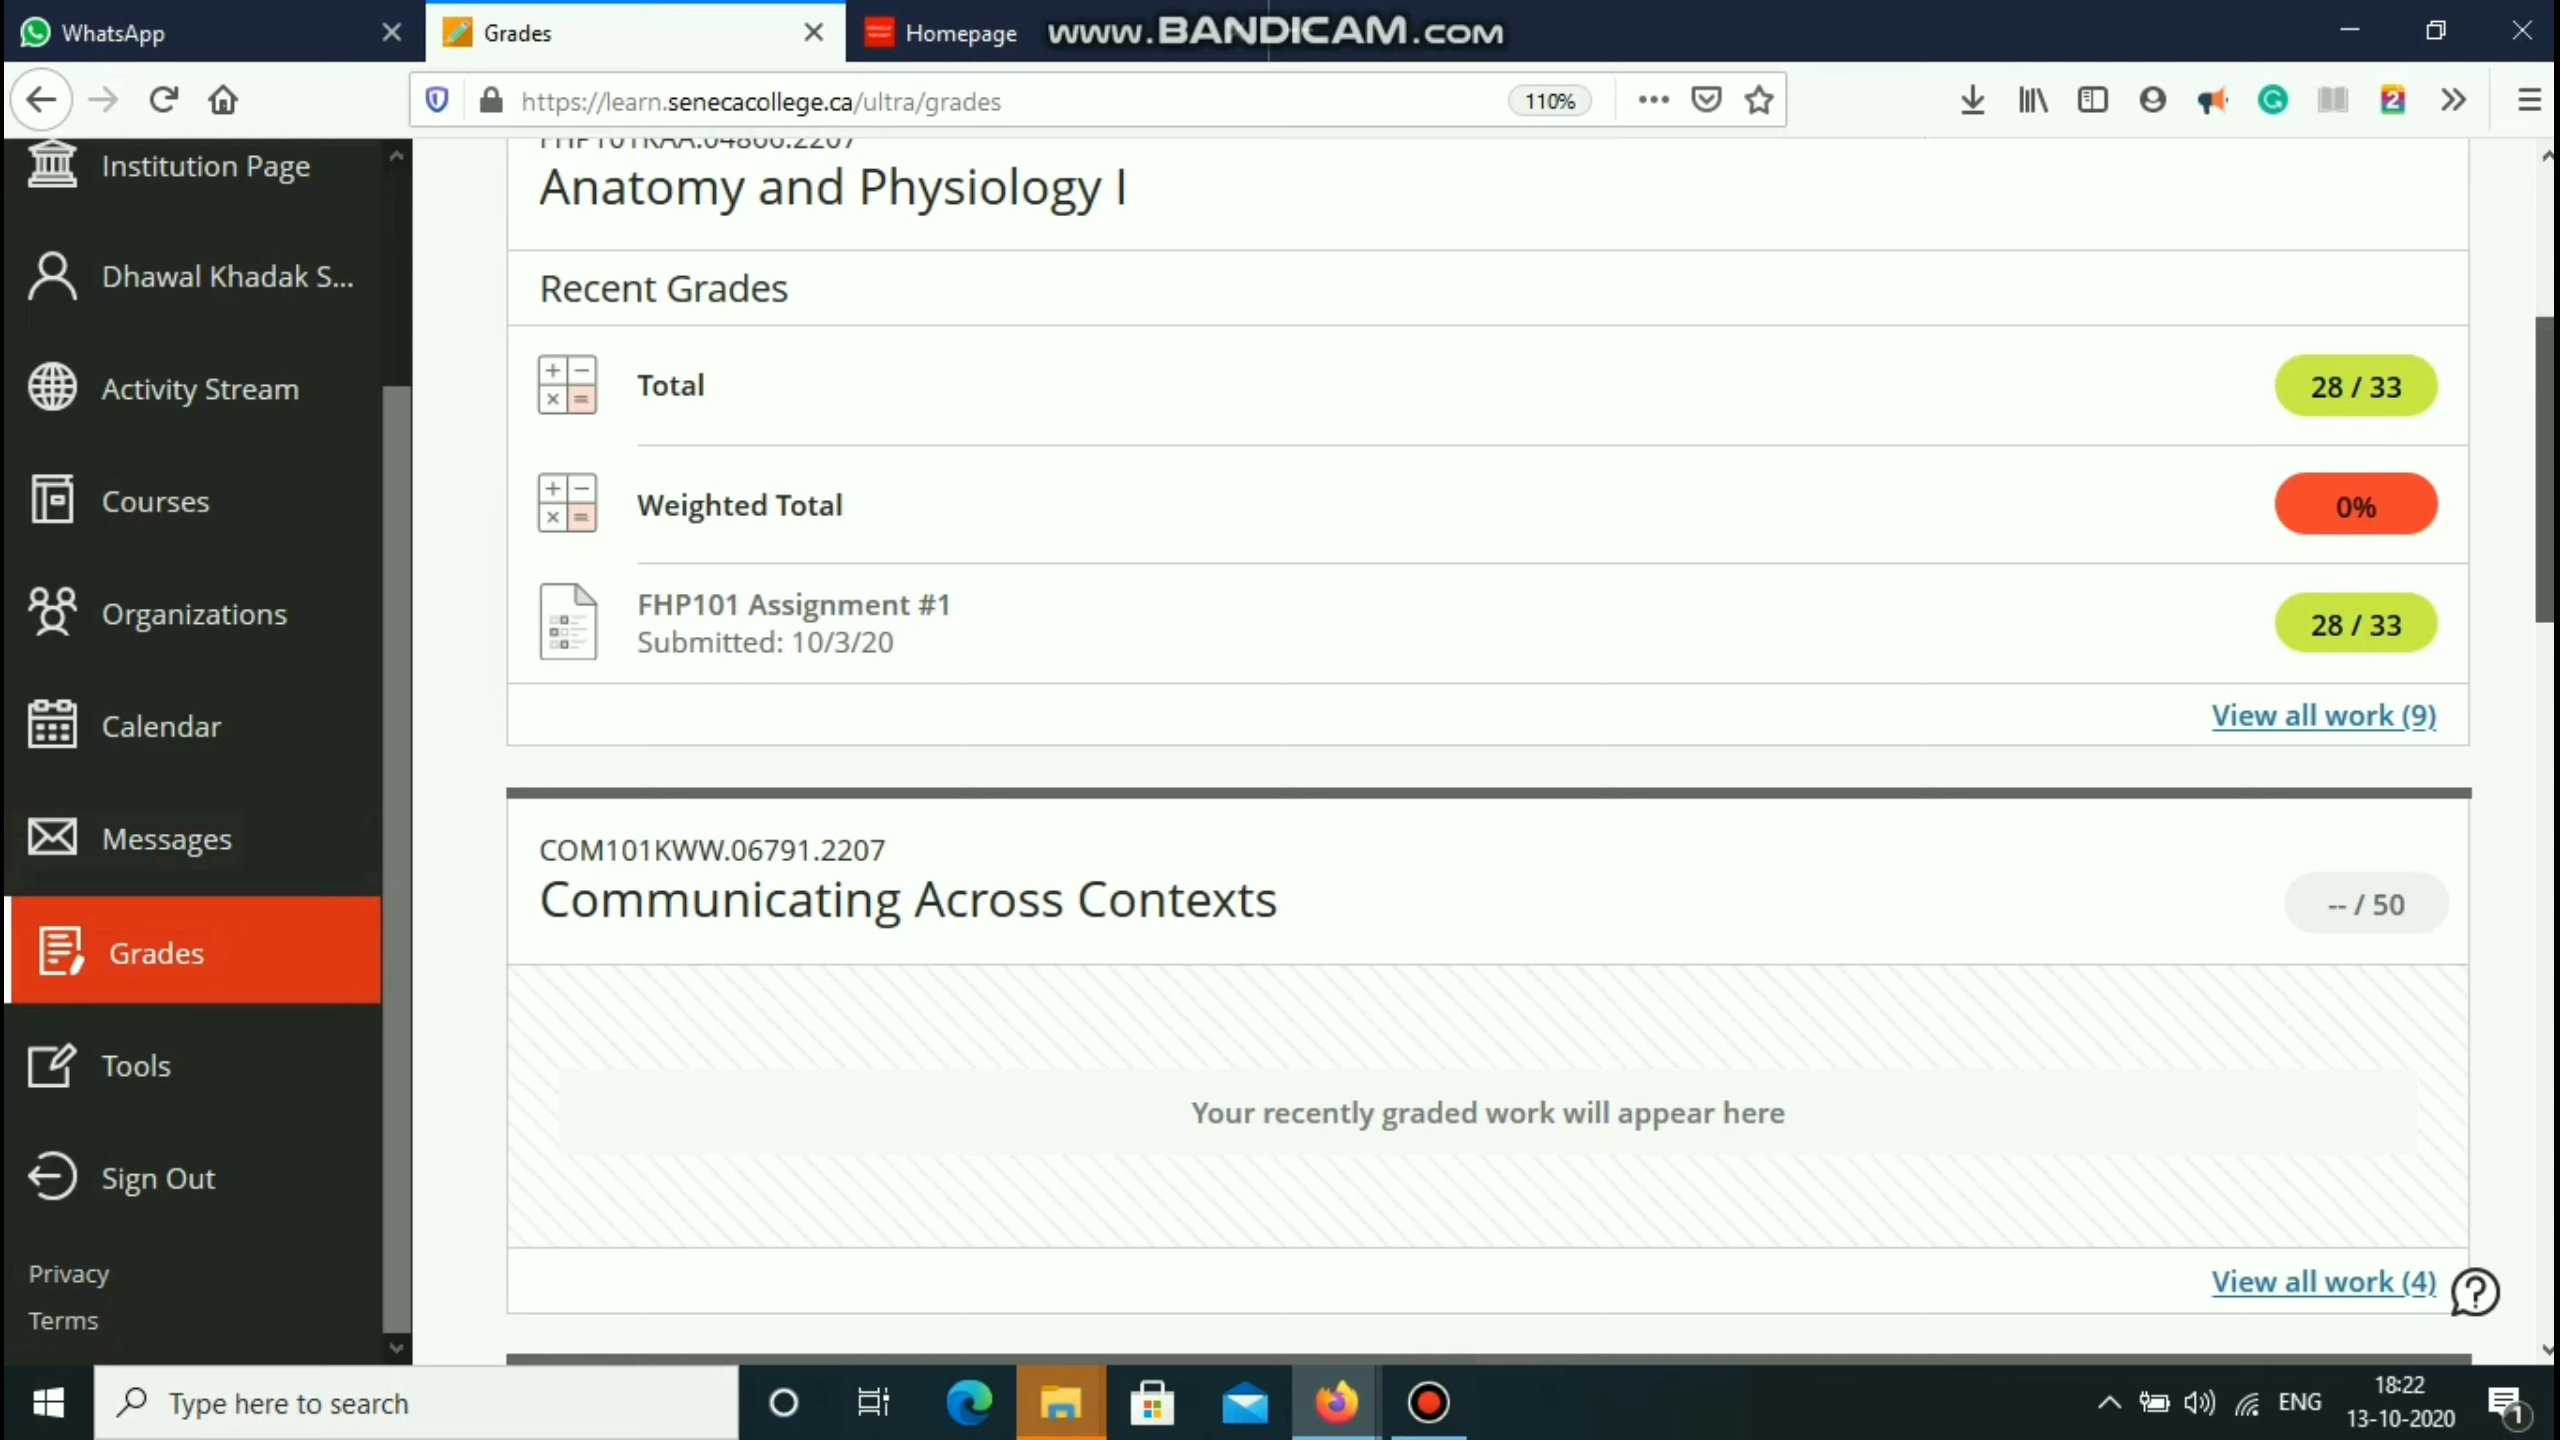 WhatsApp
Grades
Homepage
www.BANDICAM.com
https://learn.senecacollege.ca/ultra/grades
110%
Institution Page
Dhawal Khadak S...
Activity Stream
Courses
Organizations
Calendar
Messages
Grades
Tools
Sign Out
Privacy
Terms
Anatomy and Physiology I
Recent Grades
Total
28 / 33
Weighted Total
0%
FHP101 Assignment #1
Submitted: 10/3/20
28 / 33
View all work (9)
COM101KWW.06791.2207
Communicating Across Contexts
-- / 50
Your recently graded work will appear here
View all work (4)
Type here to search
ENG
18:22
13-10-2020
1